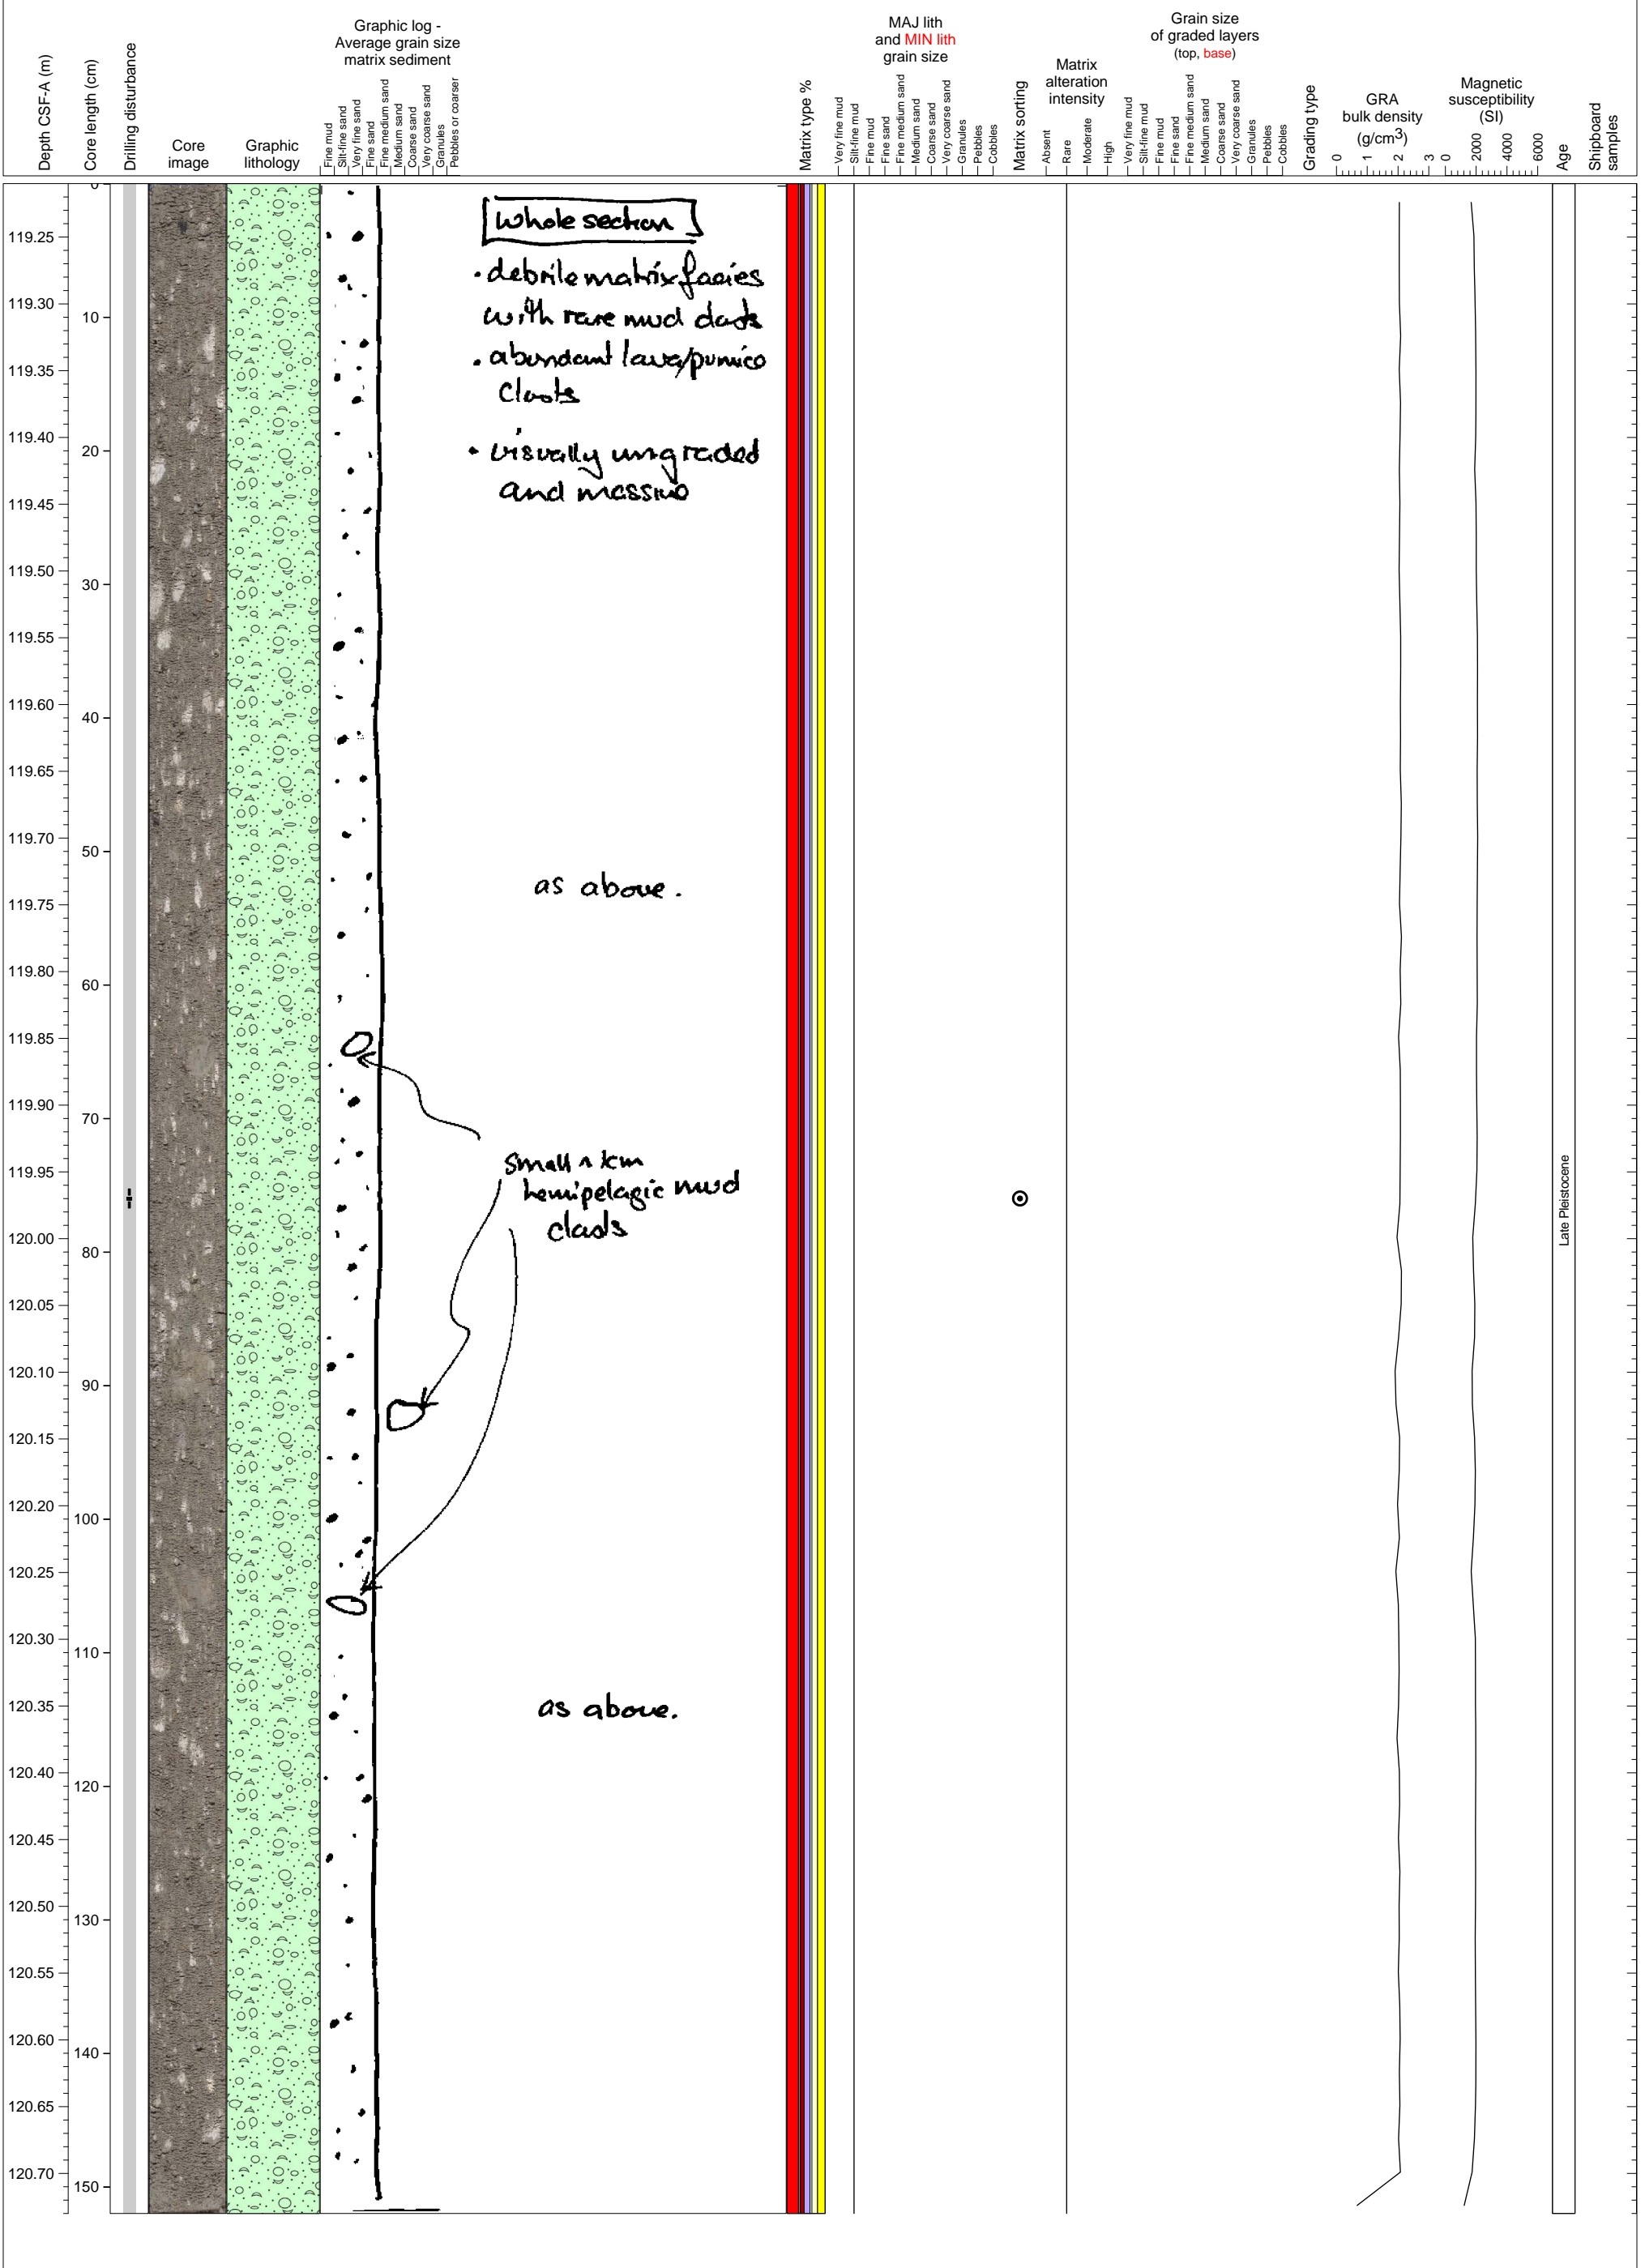 Graphic log -
Average grain size
matrix sediment
MAJ lith
and MIN lith
grain size
Grain size
of graded layers
(top, base)
Matrix
alteration
intensity
Depth CSF-A (m)
Core length (cm)
Drilling disturbance
Core
image
Graphic
lithology
Fine mud
Silt-fine sand
Very fine sand
Fine sand
Fine medium sand
Medium sand
Coarse sand
Very coarse sand
Granules
Pebbles or coarser
Matrix type %
Very fine mud
Silt-fine mud
Fine mud
Fine sand
Fine medium sand
Medium sand
Coarse sand
Very coarse sand
Granules
Pebbles
Cobbles
Matrix sorting
Absent
Rare
Moderate
High
Very fine mud
Silt-fine mud
Fine mud
Fine sand
Fine medium sand
Medium sand
Coarse sand
Very coarse sand
Granules
Pebbles
Cobbles
Grading type
GRA
bulk density
(g/cm3)
0 1 2 3
Magnetic
susceptibility
(SI)
0 2000 4000 6000
Age
Shipboard
samples
0
whole section
119.25
• debrite matrix facies
119.30
10
with rare mud clasts
119.35
• abundant lava/pumice
clasts
119.40
20
• visually ungraded
119.45
and massive
119.50
30
119.55
119.60
40
119.65
119.70
50
119.75
as above.
119.80
60
119.85
119.90
70
119.95
small
hemipelagic mud
clasts
Late Pleistocene
120.00
80
120.05
120.10
90
120.15
120.20
100
120.25
120.30
110
120.35
as above.
120.40
120
120.45
120.50
130
120.55
120.60
140
120.65
120.70
150